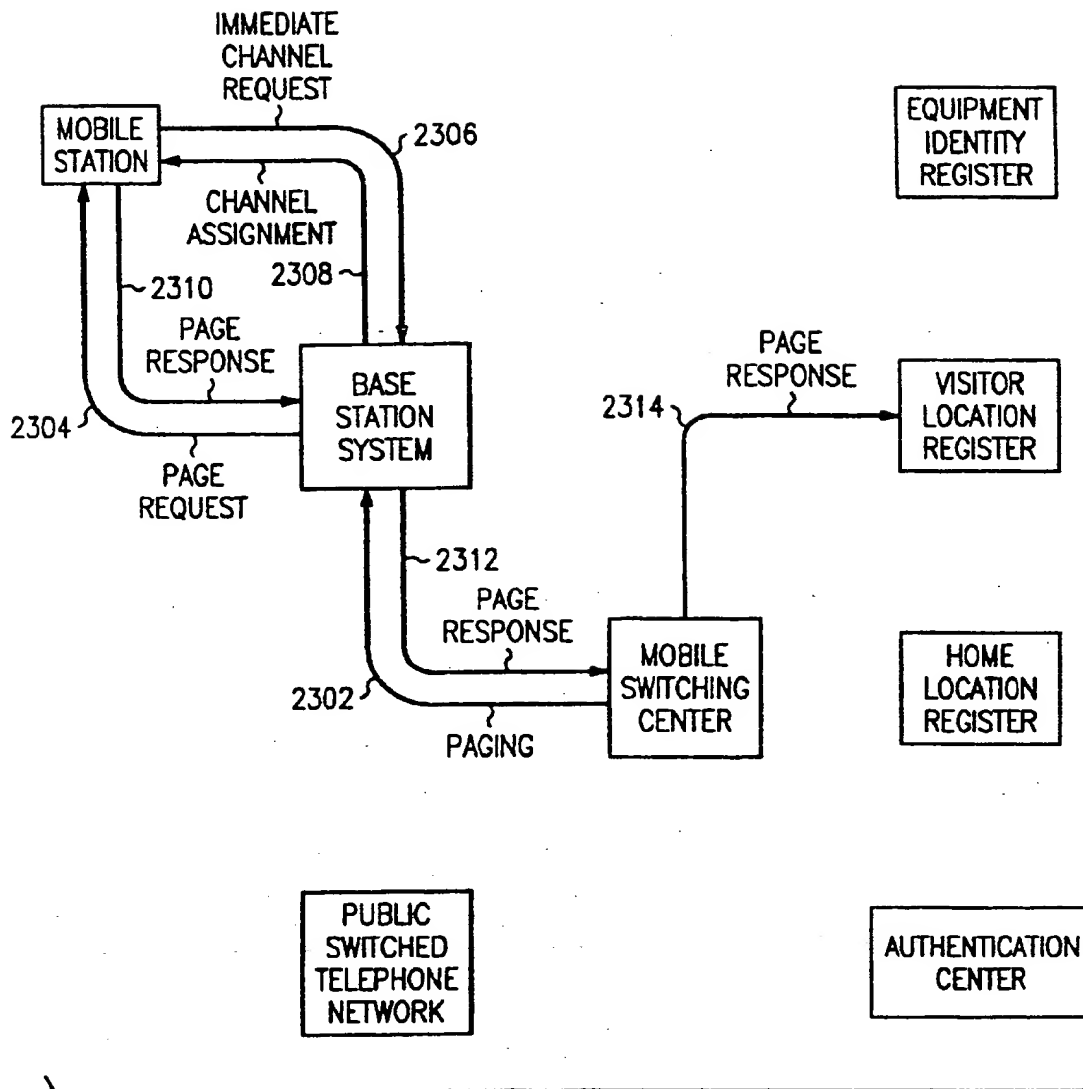 IMMEDIATE
CHANNEL
REQUEST
MOBILE
STATION
2306
EQUIPMENT
IDENTITY
REGISTER
CHANNEL
ASSIGNMENT
2308
2310
PAGE
RESPONSE
2304
PAGE
REQUEST
BASE
STATION
SYSTEM
PAGE
RESPONSE
2314
VISITOR
LOCATION
REGISTER
2312
PAGE
RESPONSE
2302
PAGING
MOBILE
SWITCHING
CENTER
HOME
LOCATION
REGISTER
PUBLIC
SWITCHED
TELEPHONE
NETWORK
AUTHENTICATION
CENTER